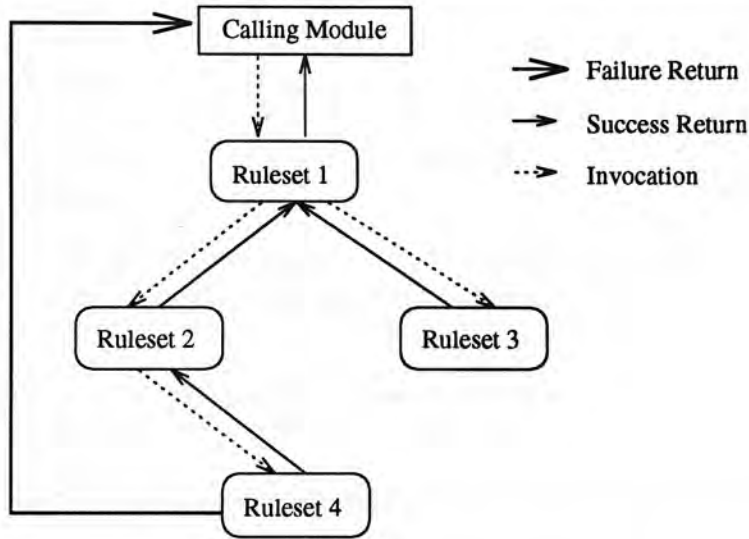 Calling Module
Failure Return
Success Return
Invocation
Ruleset 1
Ruleset 2
Ruleset 3
Ruleset 4